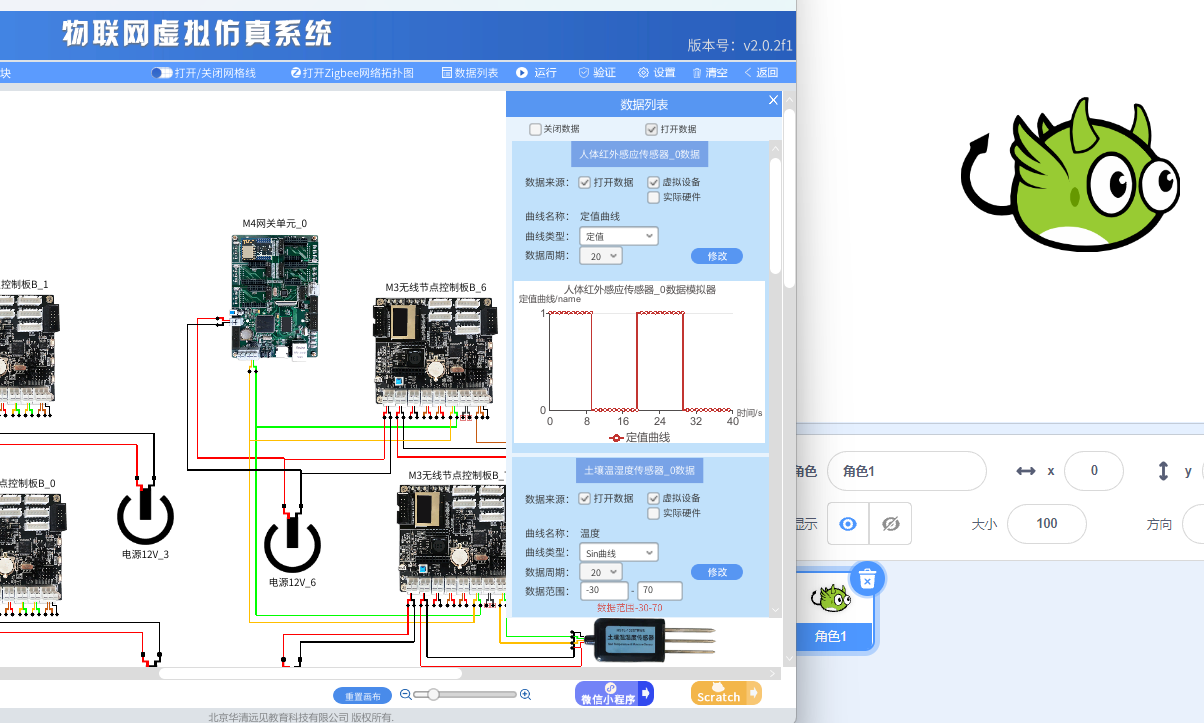 物联网虚拟仿真系统
版本号：v2.0.2f1
块
打开/关闭网格线
打开Zigbee网络拓扑图
数据列表
运行
验证
设置
清空
返回
数据列表
关闭数据
打开数据
人体红外感应传感器_0数据
数据来源：
打开数据
虚拟设备
实际硬件
曲线名称：
定值曲线
曲线类型：
定值
数据周期：
20
修改
人体红外感应传感器_0数据模拟器
定值曲线/name
1
0
0
8
16
24
32
40
时间/s
定值曲线
土壤温湿度传感器_0数据
数据来源：
打开数据
虚拟设备
实际硬件
曲线名称：
温度
曲线类型：
Sin曲线
数据周期：
20
修改
数据范围：
-30
-
70
数据范围-30-70
M4网关单元_0
控制板B_1
M3无线节点控制板B_6
点控制板B_0
M3无线节点控制板B_7
电源12V_3
电源12V_6
土壤温湿度传感器
重置画布
微信小程序
Scratch
北京华清远见教育科技有限公司 版权所有.
角色
角色1
x
0
y
显示
大小
100
方向
角色1